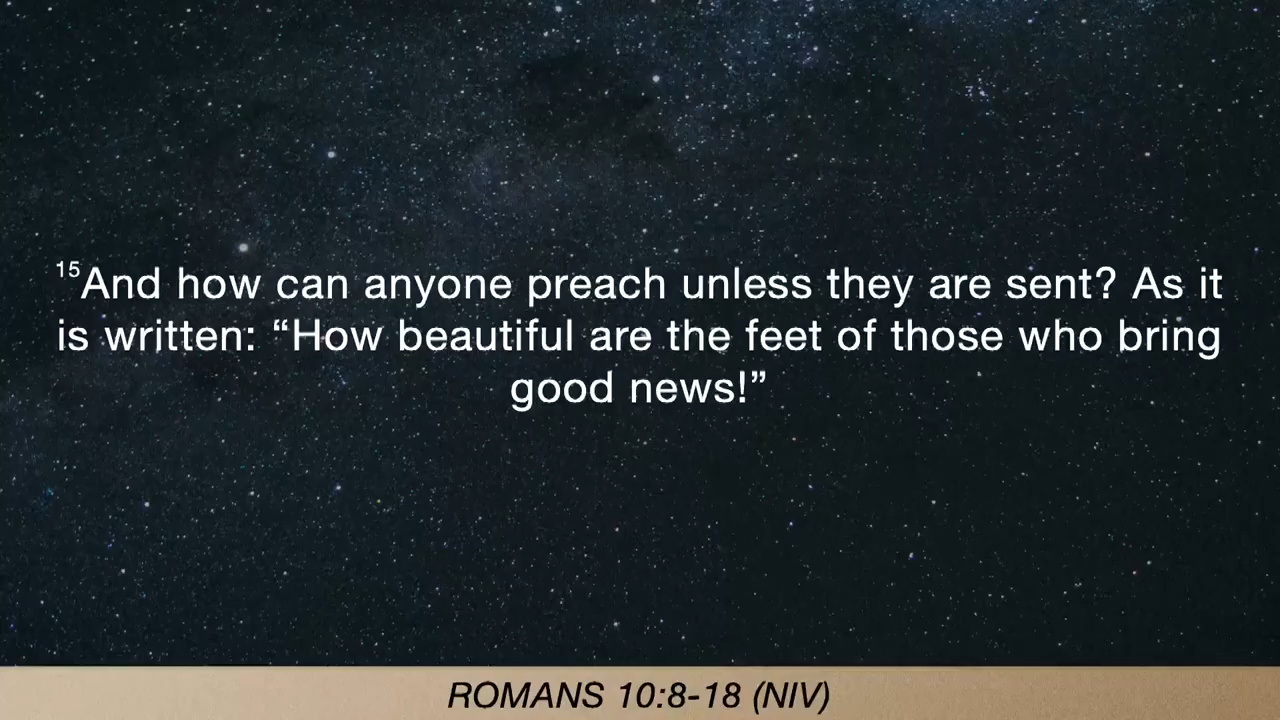 15And how can anyone preach unless they are sent? As it
is written: “How beautiful are the feet of those who bring
good news!”
ROMANS 10:8-18 (NIV)